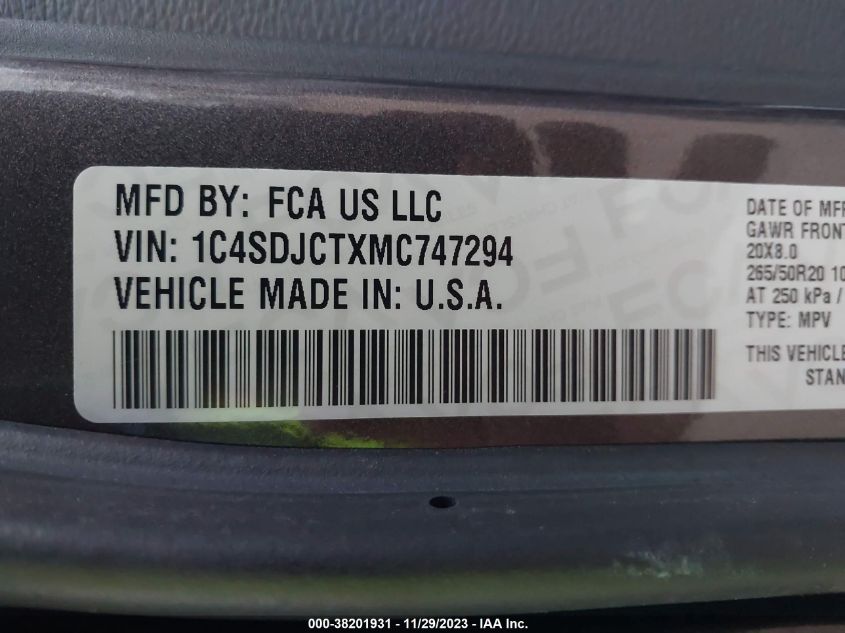 MFD BY: FCA US LLC
VIN: 1C4SDJCTXMC747294
VEHICLE MADE IN: U.S.A.
DATE OF MFR
GAWR FRONT
20X8.0
265/50R20 10
AT 250 kPa /
TYPE: MPV
THIS VEHICLE
STAN
000-38201931 - 11/29/2023 - IAA Inc.